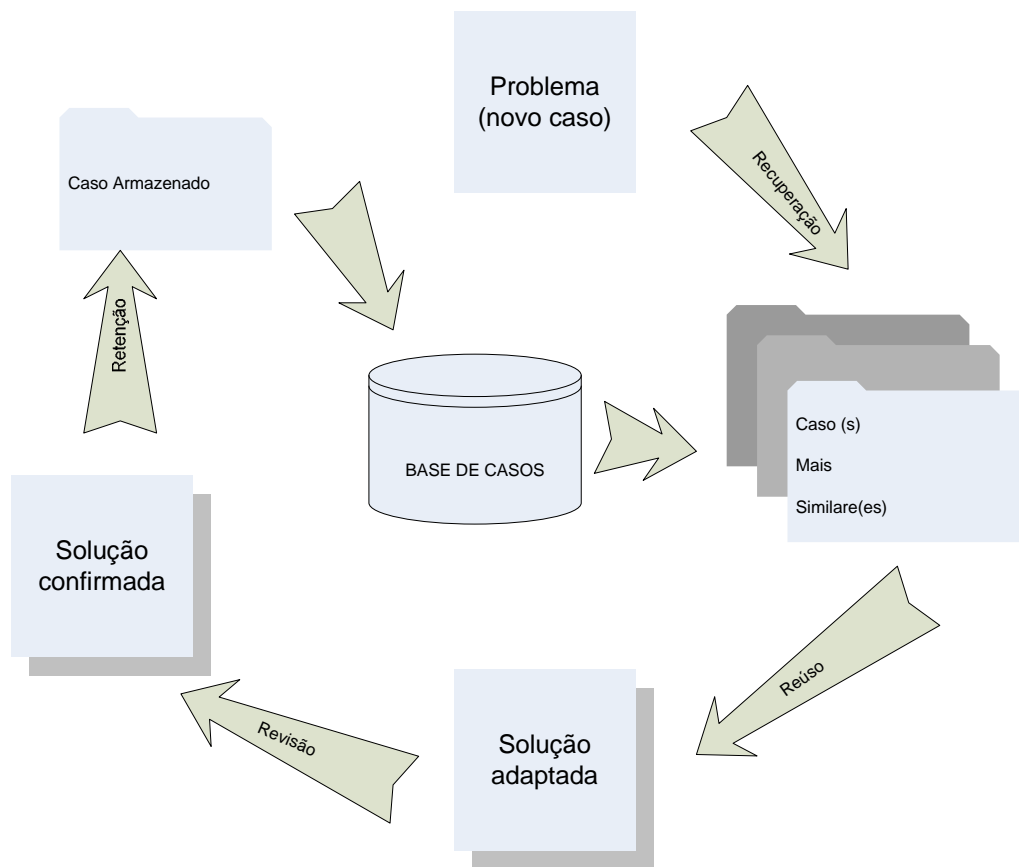 Problema
(novo caso)
Recuperação
Caso (s)
Mais
Similare(es)
Reúso
Solução
adaptada
Revisão
Solução
confirmada
Retenção
Caso Armazenado
BASE DE CASOS